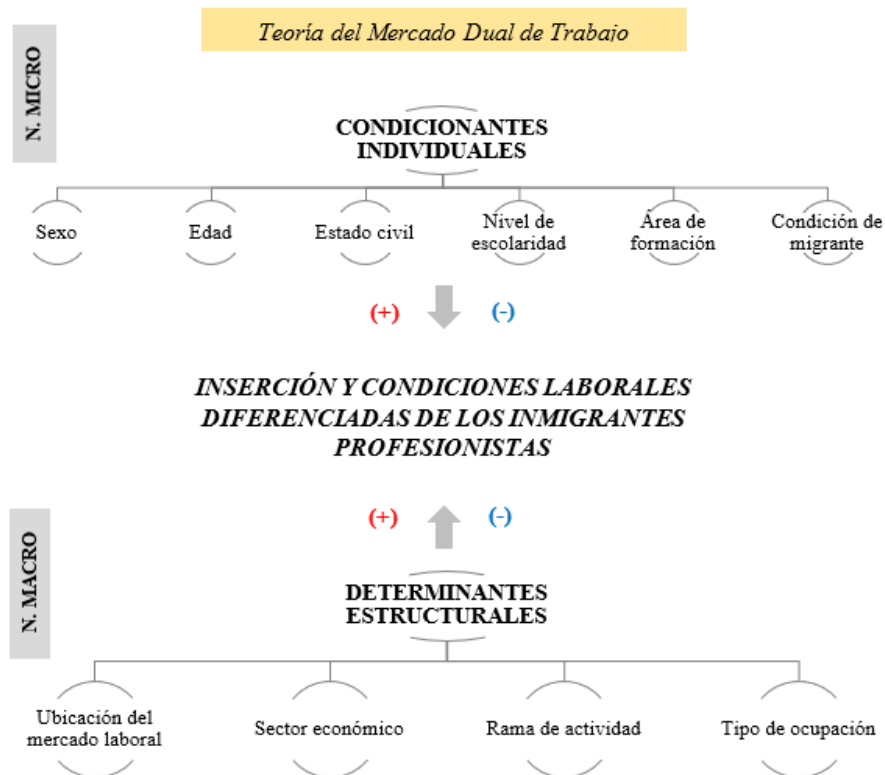 Teoría del Mercado Dual de Trabajo
N. MICRO
CONDICIONANTES
INDIVIDUALES
Sexo
Edad
Estado civil
Nivel de
escolaridad
Área de
formación
Condición de
migrante
(+)
(-)
INSERCIÓN Y CONDICIONES LABORALES
DIFERENCIADAS DE LOS INMIGRANTES
PROFESIONISTAS
(+)
(-)
N. MACRO
DETERMINANTES
ESTRUCTURALES
Ubicación del
mercado laboral
Sector económico
Rama de actividad
Tipo de ocupación